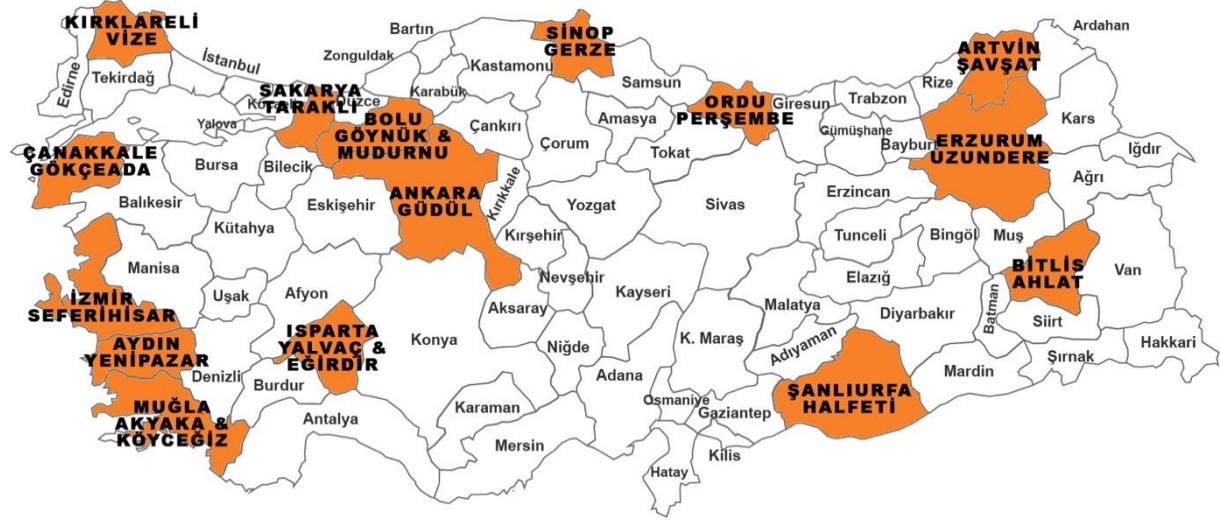 KIRKLARELİ
VİZE
Edirne
Tekirdağ
İstanbul
Kocaeli
Yalova
SAKARYA
TARAKLI
Düzce
Zonguldak
Bartın
Karabük
Kastamonu
SİNOP
GERZE
Samsun
ORDU
PERŞEMBE
Giresun
Trabzon
Rize
ARTVİN
ŞAVŞAT
Ardahan
Kars
Iğdır
Ağrı
ERZURUM
UZUNDERE
Bayburt
Gümüşhane
ÇANAKKALE
GÖKÇEADA
Bursa
Bilecik
BOLU
GÖYNÜK &
MUDURNU
Çankırı
Çorum
Amasya
Tokat
Balıkesir
Kütahya
Eskişehir
ANKARA
GÜDÜL
Kırıkkale
Kırşehir
Yozgat
Sivas
Erzincan
Tunceli
Bingöl
Muş
BİTLİS
AHLAT
Van
Manisa
Uşak
Afyon
İZMİR
SEFERİHİSAR
AYDIN
YENİPAZAR
Denizli
MUĞLA
AKYAKA &
KÖYCEĞİZ
Burdur
ISPARTA
YALVAÇ &
EĞİRDİR
Antalya
Konya
Aksaray
Nevşehir
Niğde
Kayseri
Karaman
Mersin
Adana
K. Maraş
Osmaniye
Gaziantep
Kilis
Hatay
Malatya
Elazığ
Adıyaman
Diyarbakır
ŞANLIURFA
HALFETİ
Mardin
Batman
Siirt
Şırnak
Hakkari